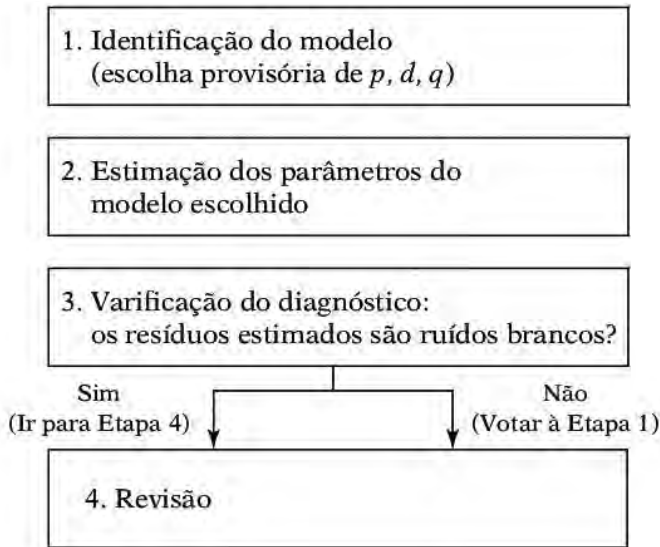 1. Identificação do modelo
(escolha provisória de p, d, q)
2. Estimação dos parâmetros do
modelo escolhido
3. Varificação do diagnóstico:
os resíduos estimados são ruídos brancos?
Sim
(Ir para Etapa 4)
Não
(Votar à Etapa 1)
4. Revisão